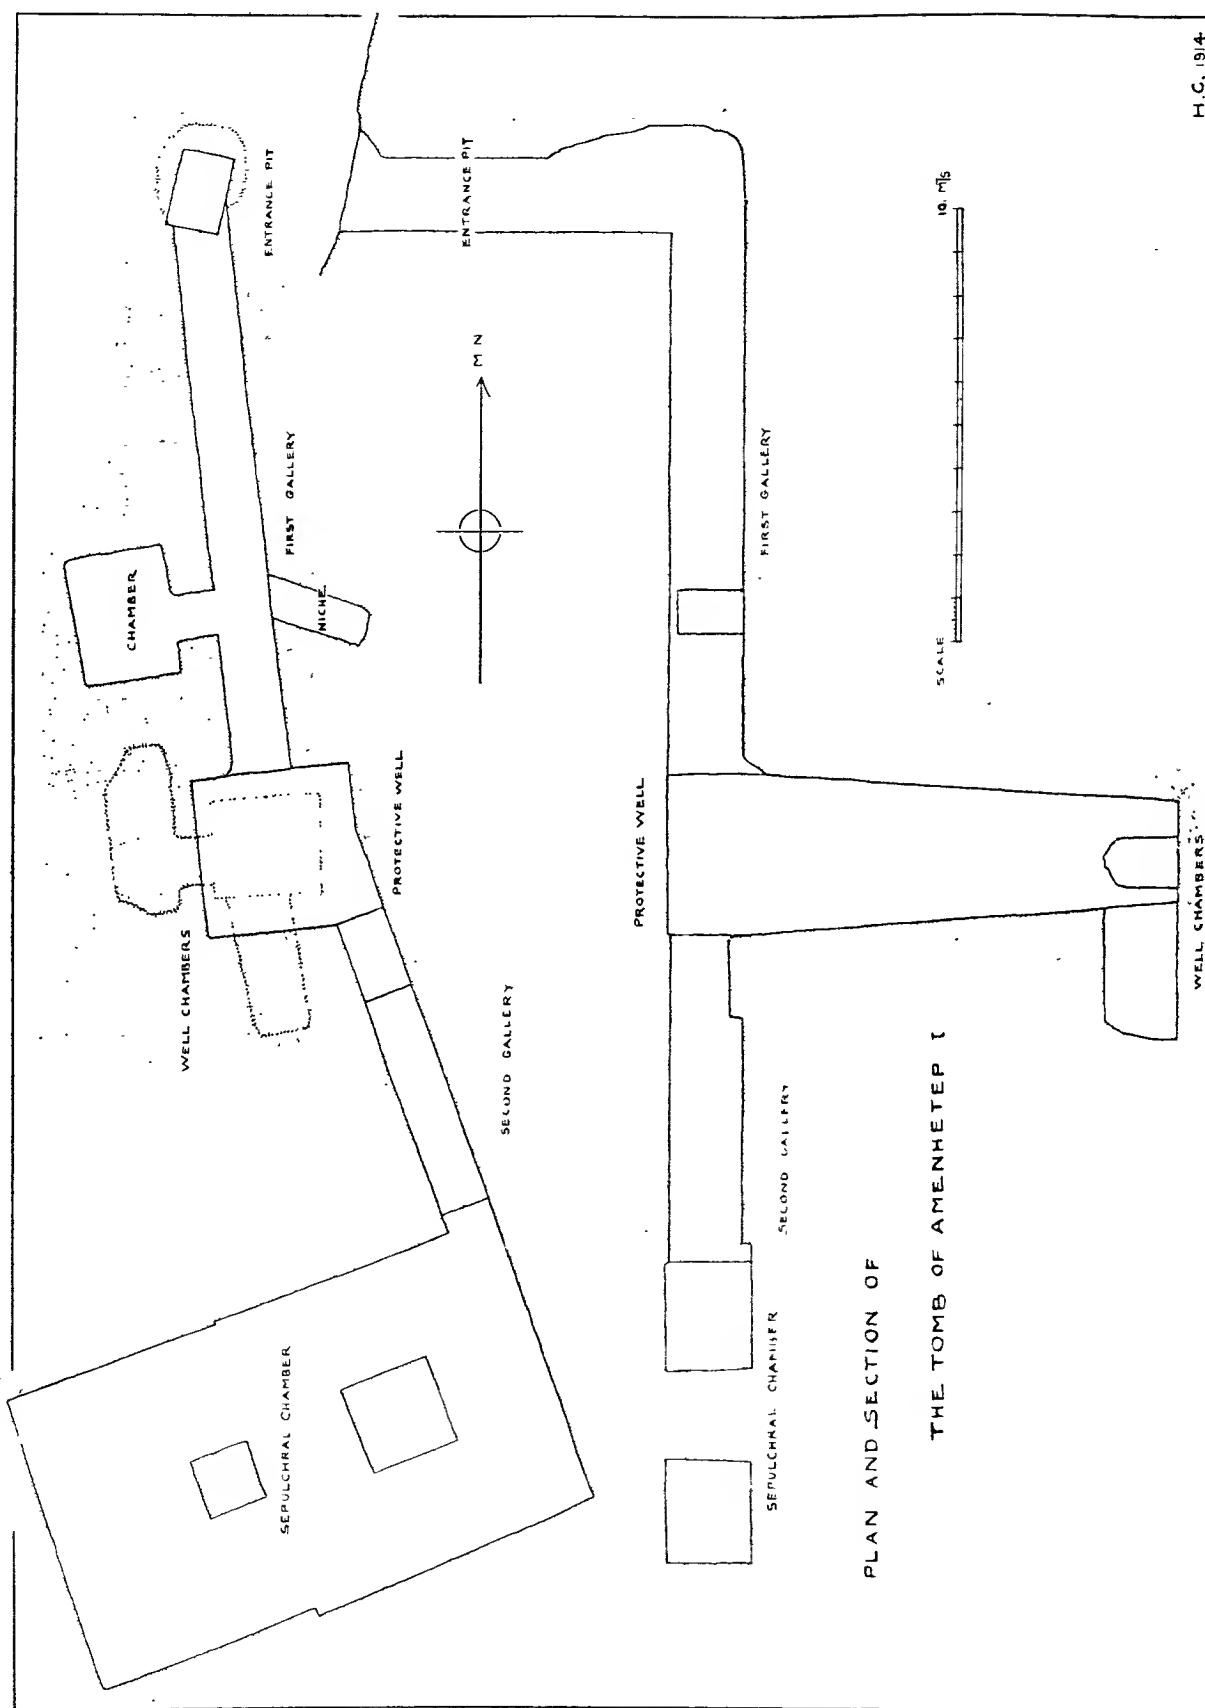 H.C. 1914.
ENTRANCE PIT
ENTRANCE PIT
10. M/S
M N
FIRST GALLERY
FIRST GALLERY
CHAMBER
NICHE
SCALE
PROTECTIVE WELL
PROTECTIVE WELL
WELL CHAMBERS
WELL CHAMBERS
SECOND GALLERY
SECOND GALLERY
SEPULCHRAL CHAMBER
SEPULCHRAL CHAMBER
PLAN AND SECTION OF
THE TOMB OF AMENHETEP I